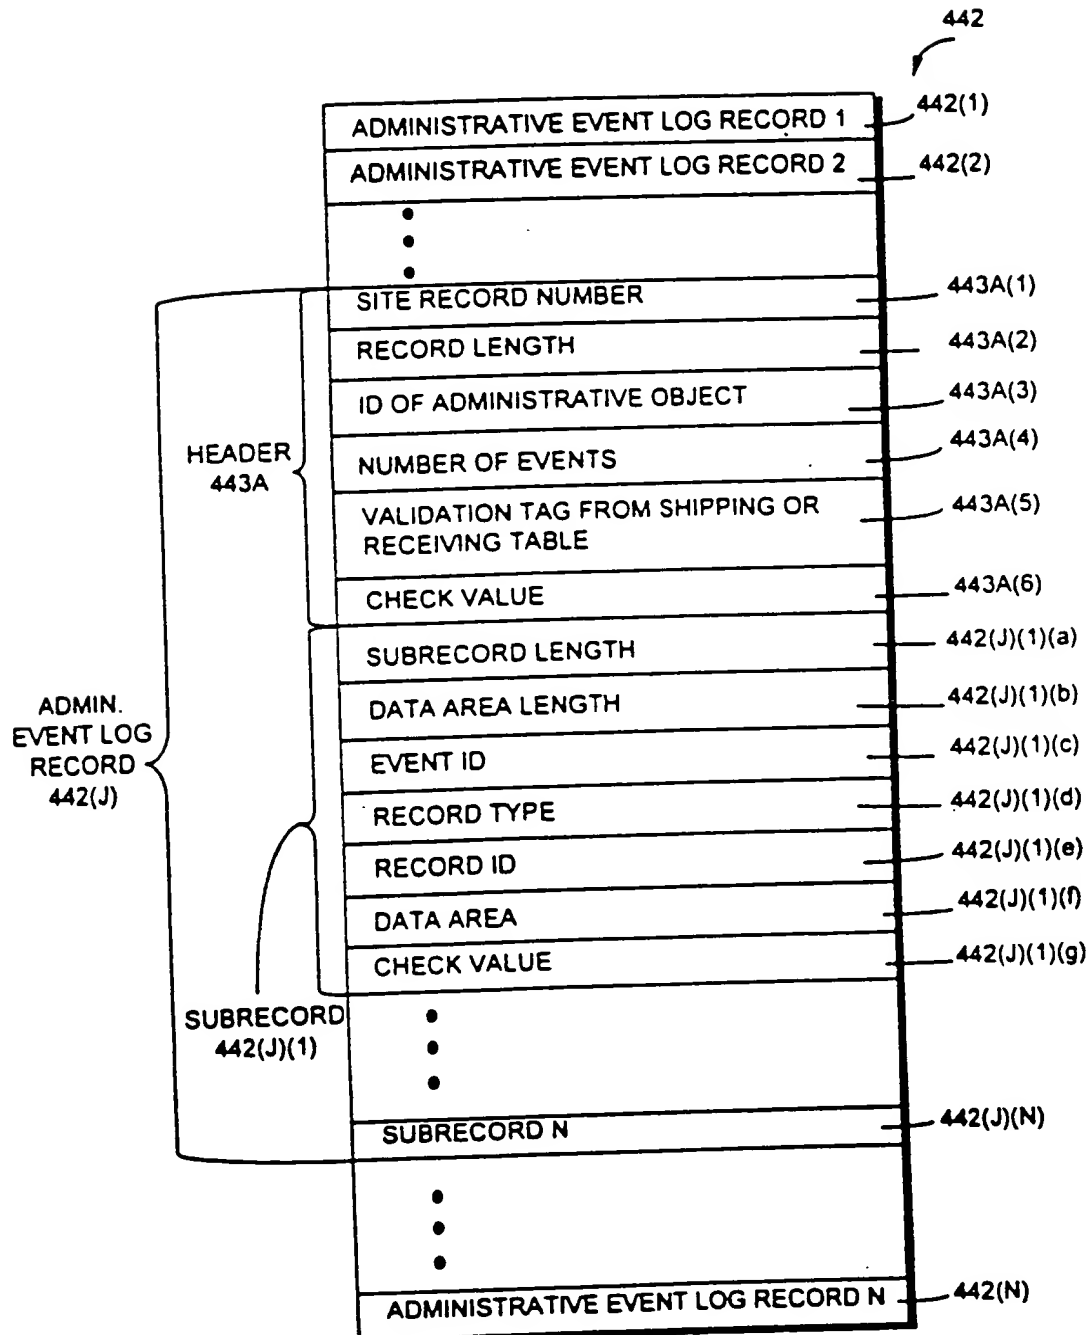 442
ADMINISTRATIVE EVENT LOG RECORD 1
442(1)
ADMINISTRATIVE EVENT LOG RECORD 2
442(2)
SITE RECORD NUMBER
443A(1)
RECORD LENGTH
443A(2)
ID OF ADMINISTRATIVE OBJECT
443A(3)
HEADER
443A
NUMBER OF EVENTS
443A(4)
VALIDATION TAG FROM SHIPPING OR
RECEIVING TABLE
443A(5)
CHECK VALUE
443A(6)
SUBRECORD LENGTH
442(J)(1)(a)
ADMIN.
EVENT LOG
RECORD
442(J)
DATA AREA LENGTH
442(J)(1)(b)
EVENT ID
442(J)(1)(c)
RECORD TYPE
442(J)(1)(d)
RECORD ID
442(J)(1)(e)
DATA AREA
442(J)(1)(f)
CHECK VALUE
442(J)(1)(g)
SUBRECORD
442(J)(1)
SUBRECORD N
442(J)(N)
ADMINISTRATIVE EVENT LOG RECORD N
442(N)